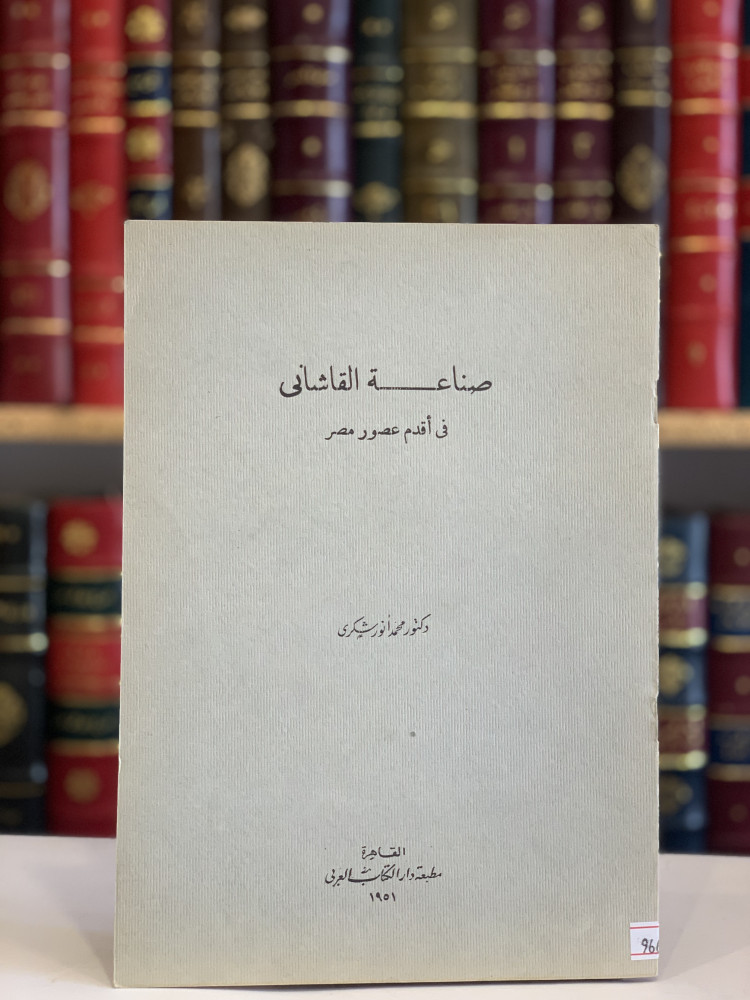 صناعة القاشانى
فى أقدم عصور مصر
دكتور محمد أنور شكرى
القاهرة
مطبعة دار الكتاب العربى
١٩٥١